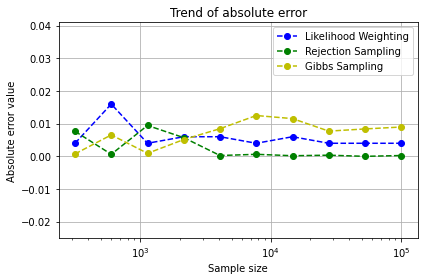 Trend of absolute error
Likelihood Weighting
Rejection Sampling
Gibbs Sampling
Absolute error value
0.04
0.03
0.02
0.01
0.00
−0.01
−0.02
10³
10⁴
10⁵
Sample size